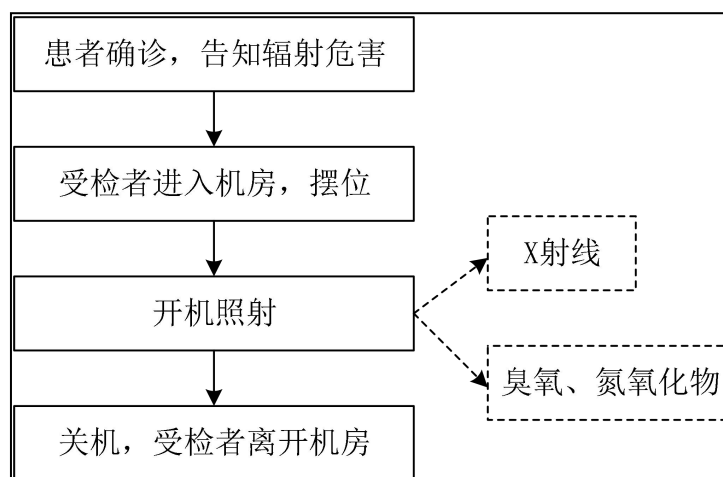 患者确诊，告知辐射危害
受检者进入机房，摆位
X射线
开机照射
臭氧、氮氧化物
关机，受检者离开机房